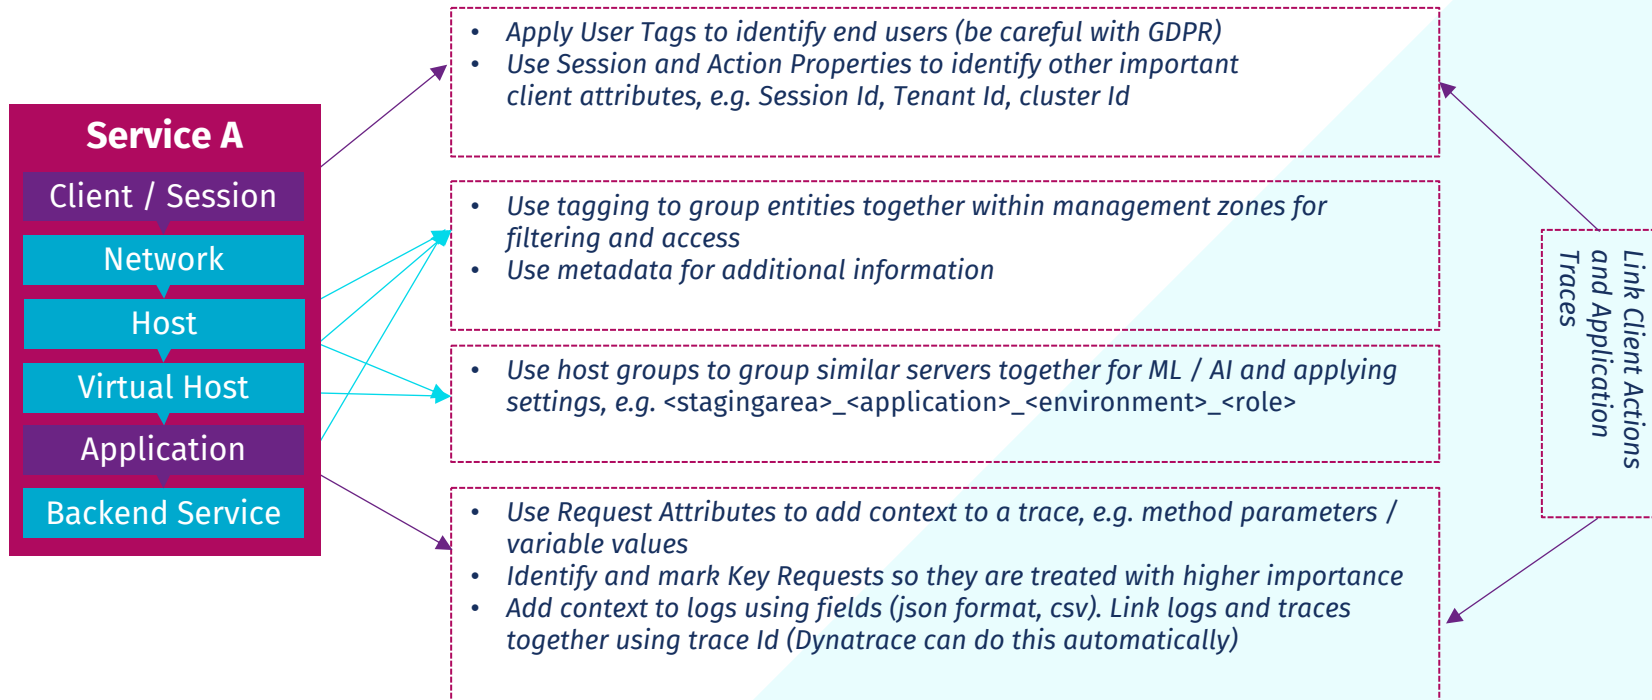 Service A
Client / Session
Network
Host
Virtual Host
Application
Backend Service
• Apply User Tags to identify end users (be careful with GDPR)
• Use Session and Action Properties to identify other important
client attributes, e.g. Session Id, Tenant Id, cluster Id
• Use tagging to group entities together within management zones for
filtering and access
• Use metadata for additional information
• Use host groups to group similar servers together for ML / AI and applying
settings, e.g. <stagingarea>_<application>_<environment>_<role>
• Use Request Attributes to add context to a trace, e.g. method parameters /
variable values
• Identify and mark Key Requests so they are treated with higher importance
• Add context to logs using fields (json format, csv). Link logs and traces
together using trace Id (Dynatrace can do this automatically)
Link Client Actions
and Application
Traces